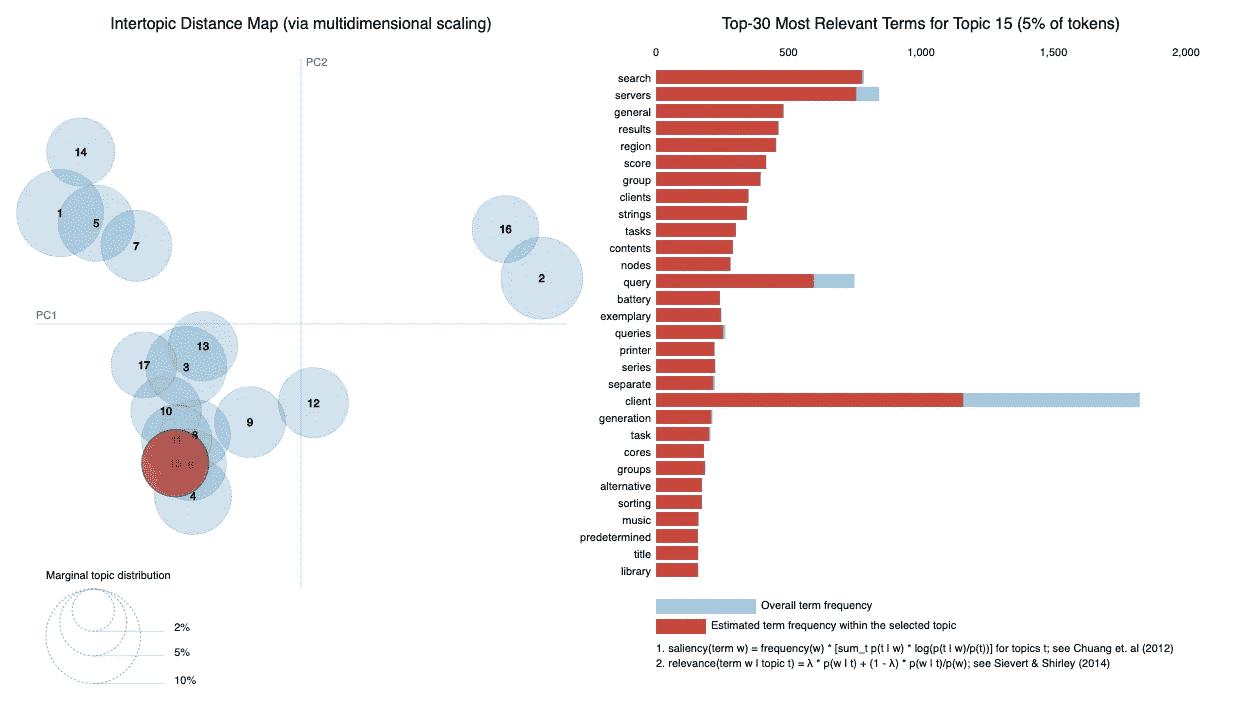 Intertopic Distance Map (via multidimensional scaling)
PC2
PC1
14
1
5
7
16
2
13
17
3
10
12
9
11
8
15
6
4
Marginal topic distribution
2%
5%
10%
Top-30 Most Relevant Terms for Topic 15 (5% of tokens)
0 500 1,000 1,500 2,000
search
servers
general
results
region
score
group
clients
strings
tasks
contents
nodes
query
battery
exemplary
queries
printer
series
separate
client
generation
task
cores
groups
alternative
sorting
music
predetermined
title
library
Overall term frequency
Estimated term frequency within the selected topic
1. saliency(term w) = frequency(w) * [sum_t p(t | w) * log(p(t | w)/p(t))] for topics t; see Chuang et. al (2012)
2. relevance(term w | topic t) = λ * p(w | t) + (1 - λ) * p(w | t)/p(w); see Sievert & Shirley (2014)